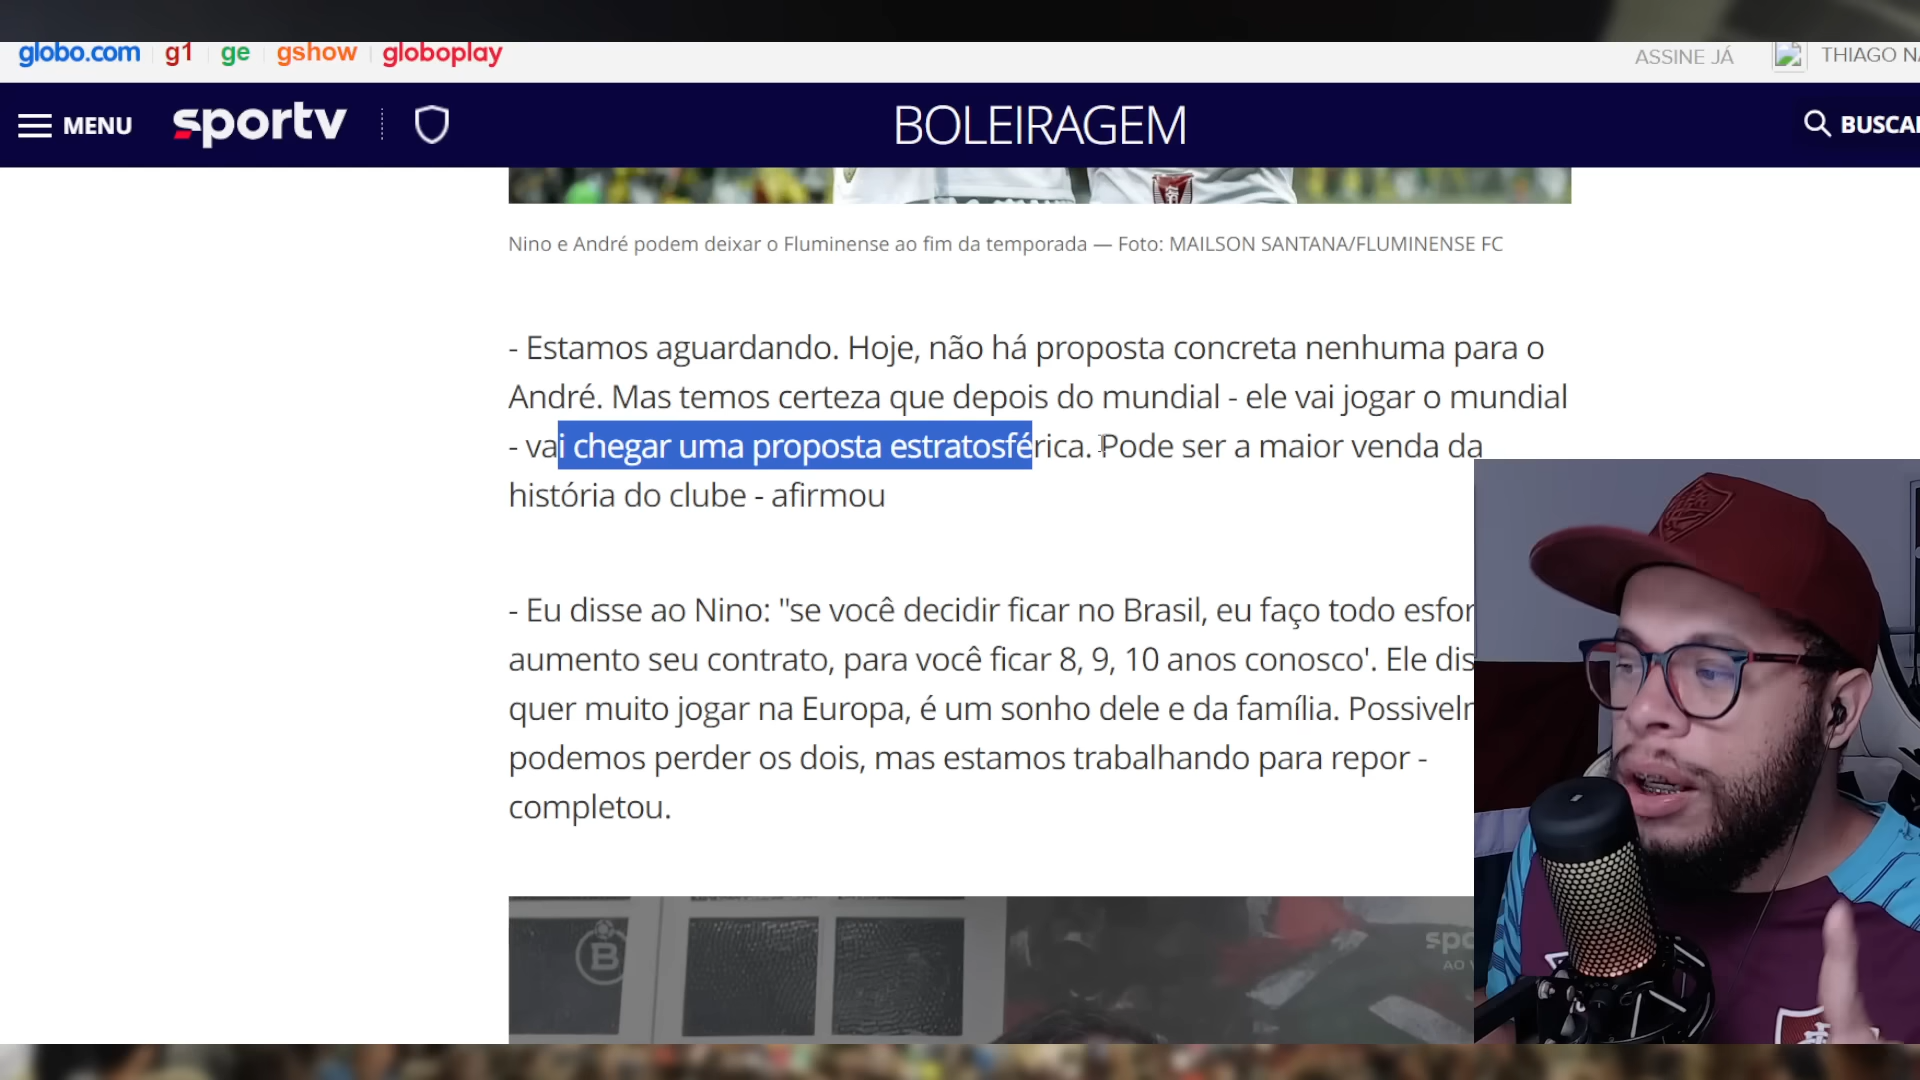 globo.com g1 ge gshow globoplay ASSINE JÁ THIAGO
MENU sportv BOLEIRAGEM
Nino e André podem deixar o Fluminense ao fim da temporada — Foto: MAILSON SANTANA/FLUMINENSE FC
- Estamos aguardando. Hoje, não há proposta concreta nenhuma para o
André. Mas temos certeza que depois do mundial - ele vai jogar o mundial
- vai chegar uma proposta estratosférica. Pode ser a maior venda da
história do clube - afirmou
- Eu disse ao Nino: "se você decidir ficar no Brasil, eu faço todo
aumento seu contrato, para você ficar 8, 9, 10 anos conosco'. Ele
quer muito jogar na Europa, é um sonho dele e da família.
podemos perder os dois, mas estamos trabalhando para repor -
completou.
B